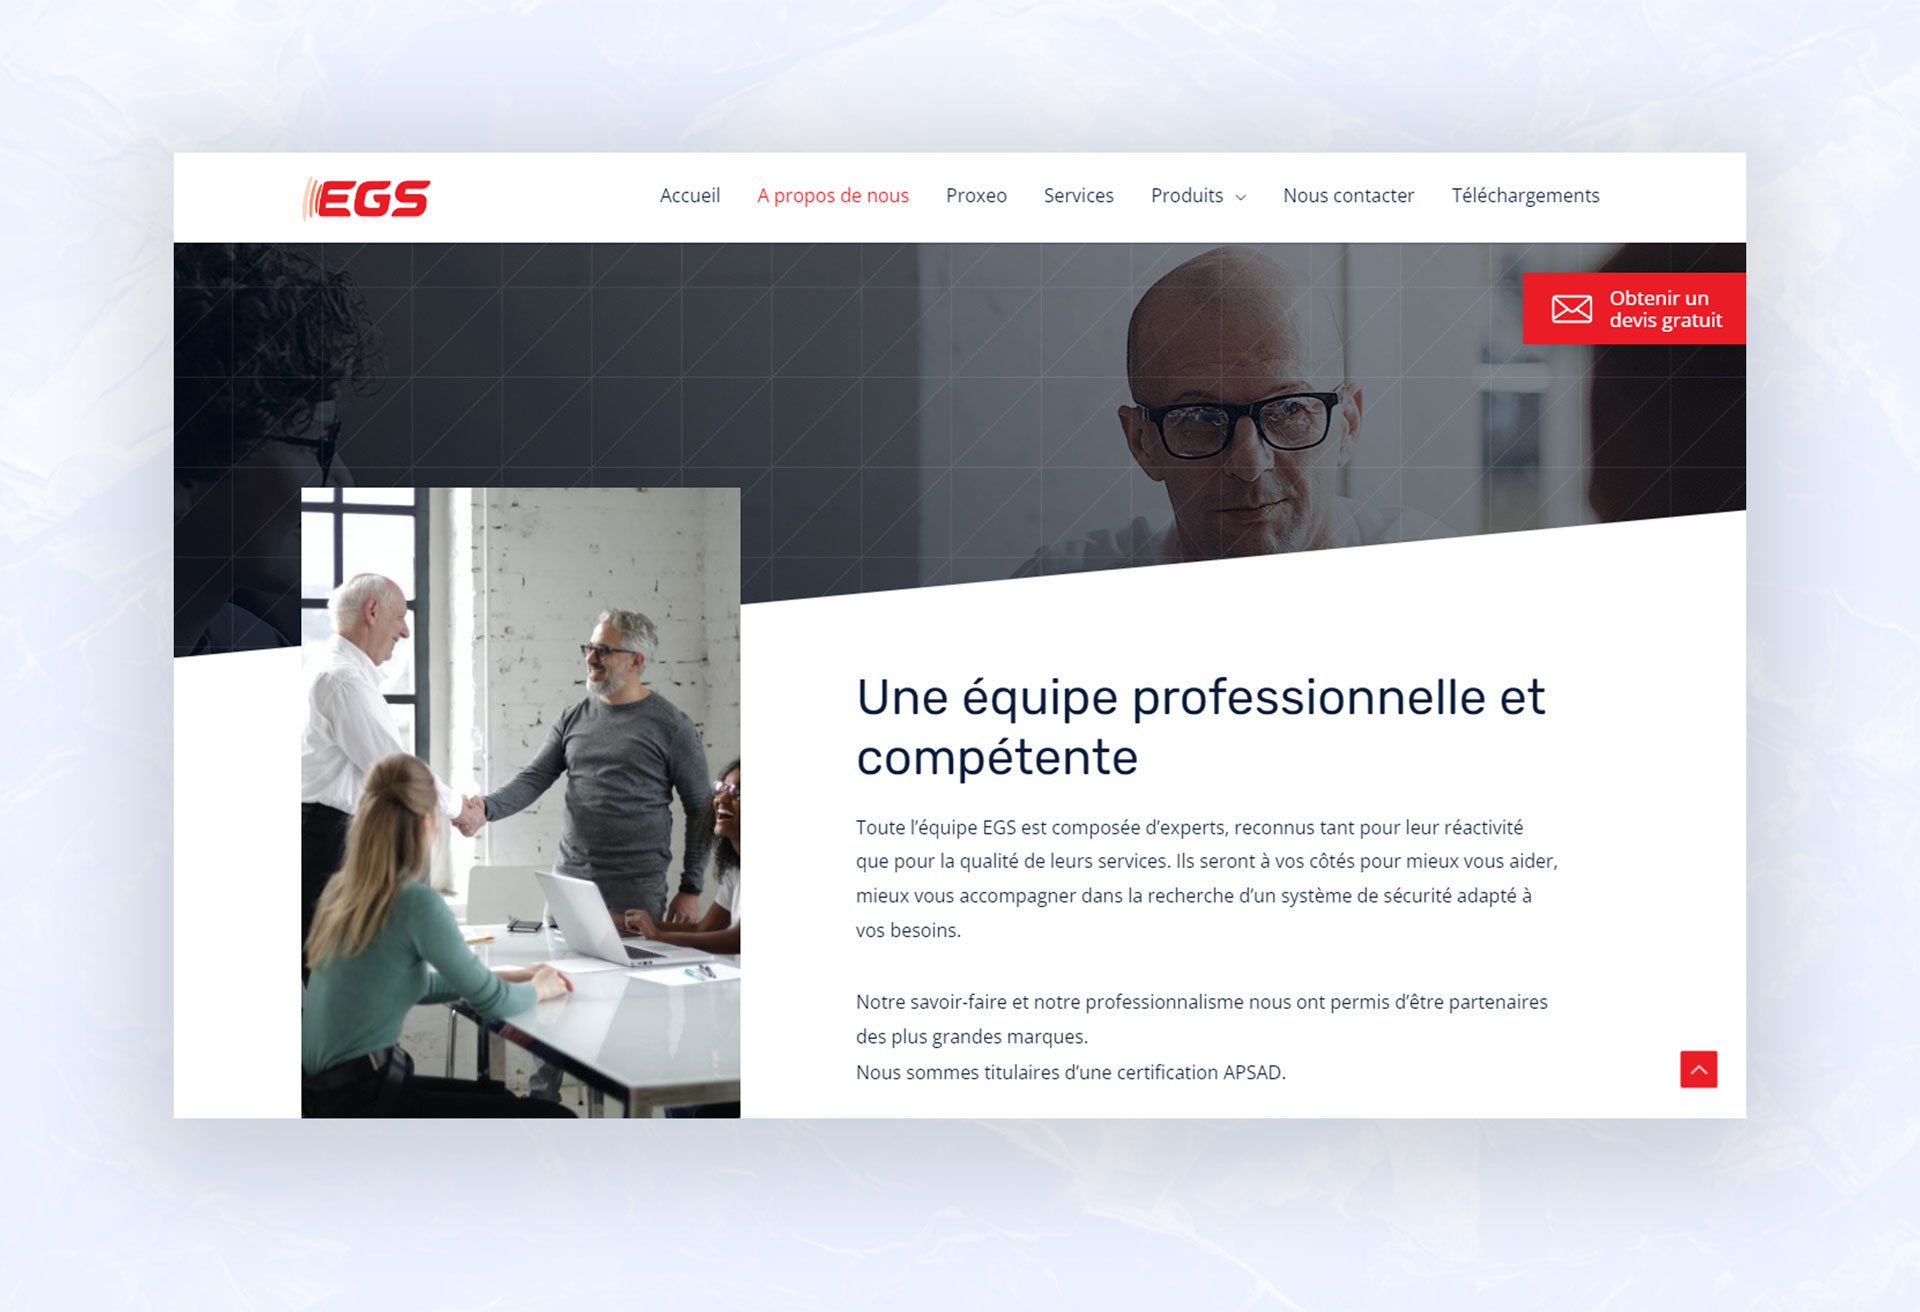 EGS
Accueil
A propos de nous
Proxeo
Services
Produits
Nous contacter
Téléchargements
Obtenir un
devis gratuit
Une équipe professionnelle et
compétente
Toute l’équipe EGS est composée d’experts, reconnus tant pour leur réactivité
que pour la qualité de leurs services. Ils seront à vos côtés pour mieux vous aider,
mieux vous accompagner dans la recherche d’un système de sécurité adapté à
vos besoins.
Notre savoir-faire et notre professionnalisme nous ont permis d’être partenaires
des plus grandes marques.
Nous sommes titulaires d’une certification APSAD.